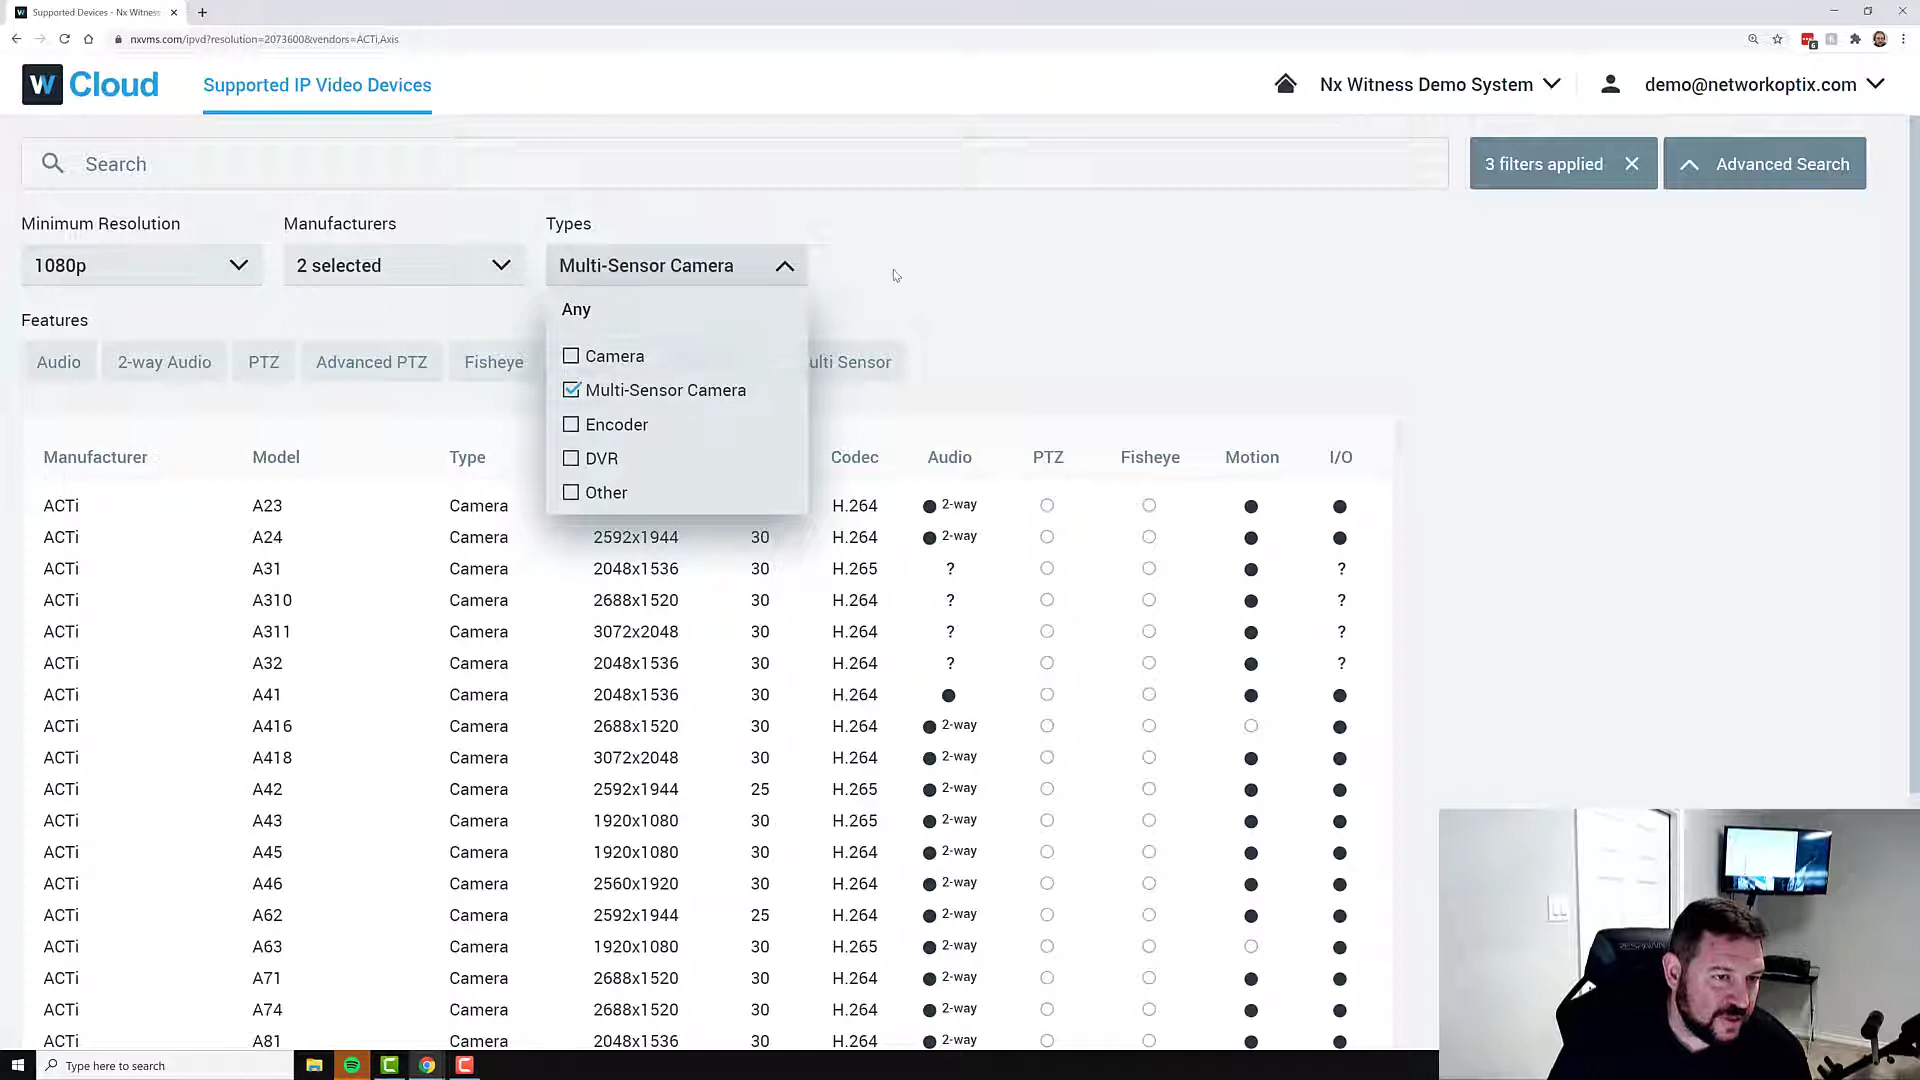 Supported Devices - Nx Witness
nxvms.com/ipvd?resolution=2073600&vendors=ACTi,Axis
6
W Cloud Supported IP Video Devices Nx Witness Demo System demo@networkoptix.com
Search 3 filters applied Advanced Search
Minimum Resolution Manufacturers Types
1080p 2 selected Multi-Sensor Camera
Any
Camera
Multi-Sensor Camera
Encoder
DVR
Other
Features
Audio 2-way Audio PTZ Advanced PTZ Fisheye ulti Sensor
Manufacturer Model Type Codec Audio PTZ Fisheye Motion I/O
ACTi A23 Camera H.264 2-way
ACTi A24 Camera 2592x1944 30 H.264 2-way
ACTi A31 Camera 2048x1536 30 H.265 ? ?
ACTi A310 Camera 2688x1520 30 H.264 ? ?
ACTi A311 Camera 3072x2048 30 H.264 ? ?
ACTi A32 Camera 2048x1536 30 H.264 ? ?
ACTi A41 Camera 2048x1536 30 H.264
ACTi A416 Camera 2688x1520 30 H.264 2-way
ACTi A418 Camera 3072x2048 30 H.264 2-way
ACTi A42 Camera 2592x1944 25 H.265 2-way
ACTi A43 Camera 1920x1080 30 H.265 2-way
ACTi A45 Camera 1920x1080 30 H.264 2-way
ACTi A46 Camera 2560x1920 30 H.264 2-way
ACTi A62 Camera 2592x1944 25 H.264 2-way
ACTi A63 Camera 1920x1080 30 H.265 2-way
ACTi A71 Camera 2688x1520 30 H.264 2-way
ACTi A74 Camera 2688x1520 30 H.264 2-way
ACTi A81 Camera 2048x1536 30 H.264 2-way
Type here to search